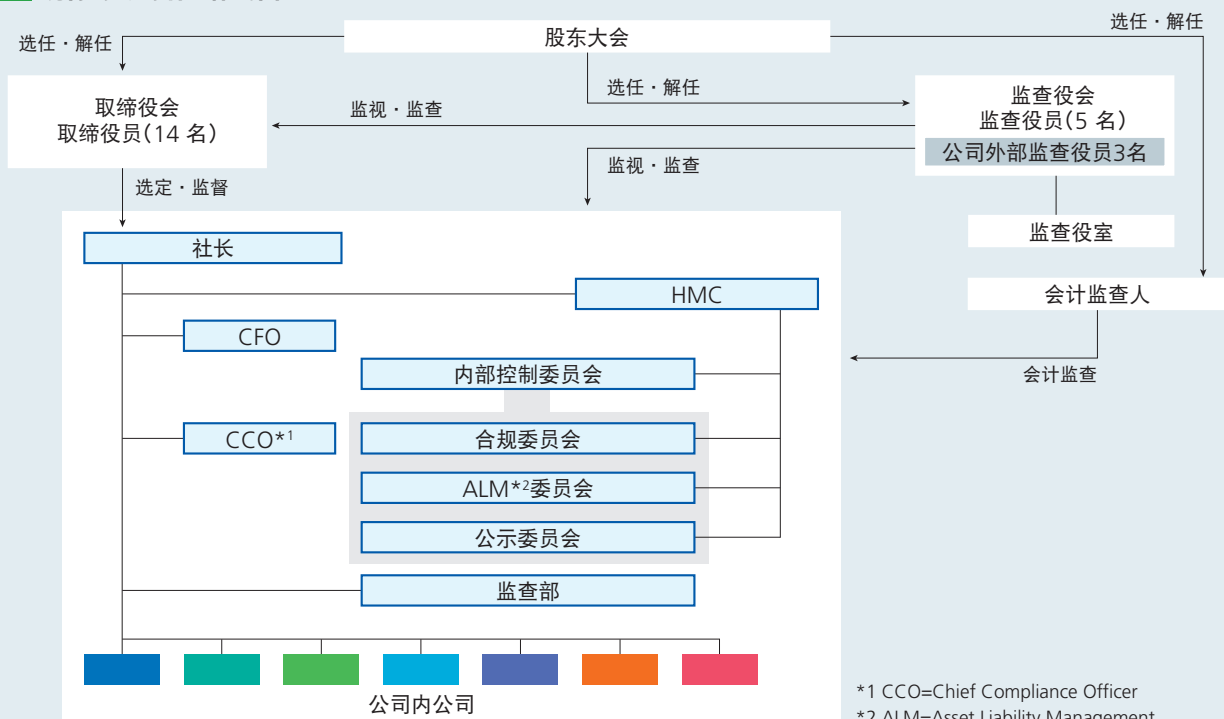 股东大会
选任・解任
选任・解任
选任・解任
取缔役会
取缔役员(14 名)
监视・监查
监查役会
监查役员(5 名)
公司外部监查役员3名
监视・监查
选定・监督
监查役室
社长
HMC
会计监查人
CFO
内部控制委员会
会计监查
CCO*1
合规委员会
ALM*2委员会
公示委员会
监查部
公司内公司
*1 CCO=Chief Compliance Officer
*2 ALM=Asset Liability Management